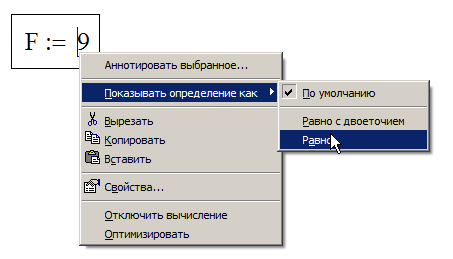 F := 9
Аннотировать выбранное...
Показывать определение как
Вырезать
Копировать
Вставить
Свойства...
Отключить вычисление
Оптимизировать
По умолчанию
Равно с двоеточием
Равно